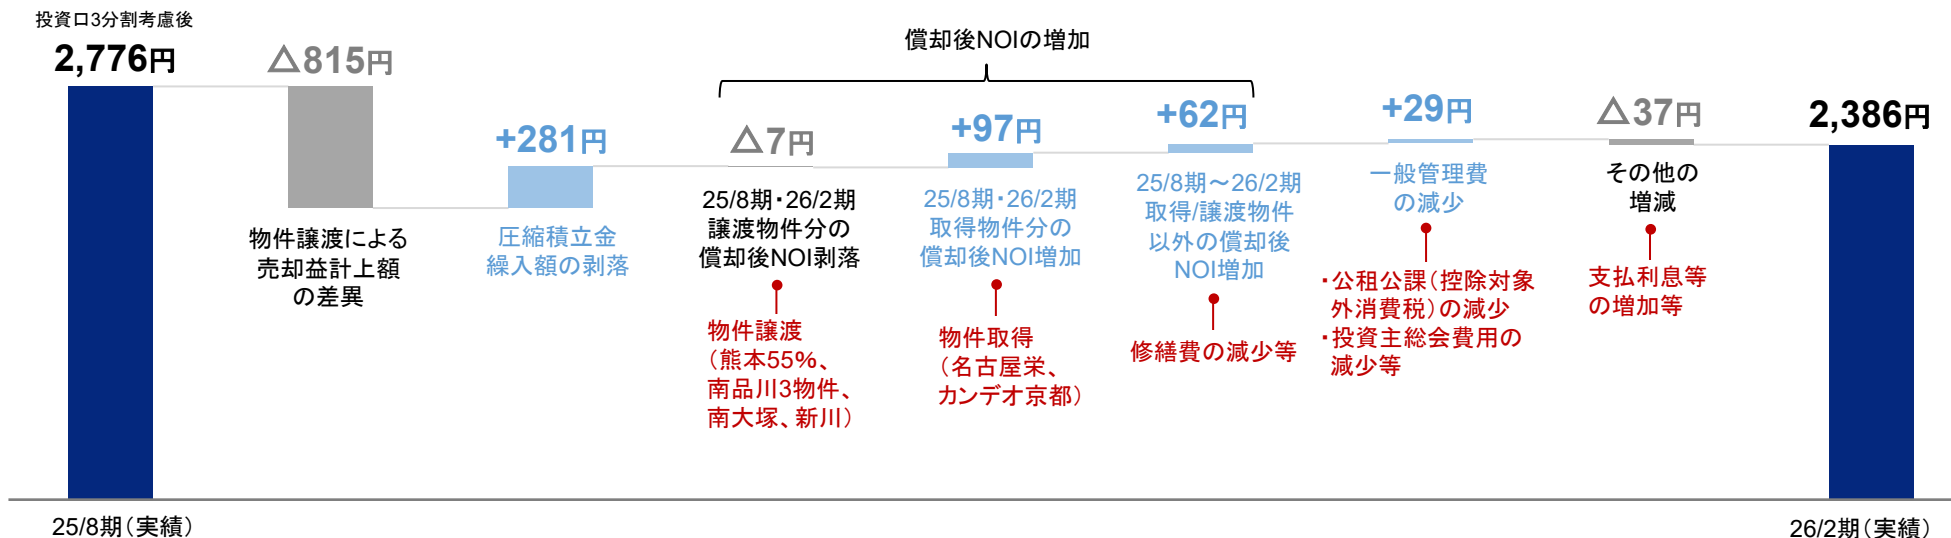 投資口3分割考慮後
2,776円
△815円
物件譲渡による
売却益計上額
の差異
+281円
圧縮積立金
繰入額の剥落
償却後NOIの増加
△7円
25/8期・26/2期
譲渡物件分の
償却後NOI剥落
物件譲渡
（熊本55%、
南品川3物件、
南大塚、新川）
+97円
25/8期・26/2期
取得物件分の
償却後NOI増加
物件取得
（名古屋栄、
カンデオ京都）
+62円
25/8期～26/2期
取得/譲渡物件
以外の償却後
NOI増加
修繕費の減少等
+29円
一般管理費
の減少
・公租公課（控除対象
外消費税）の減少
・投資主総会費用の
減少等
△37円
その他の
増減
支払利息等
の増加等
2,386円
25/8期（実績）
26/2期（実績）